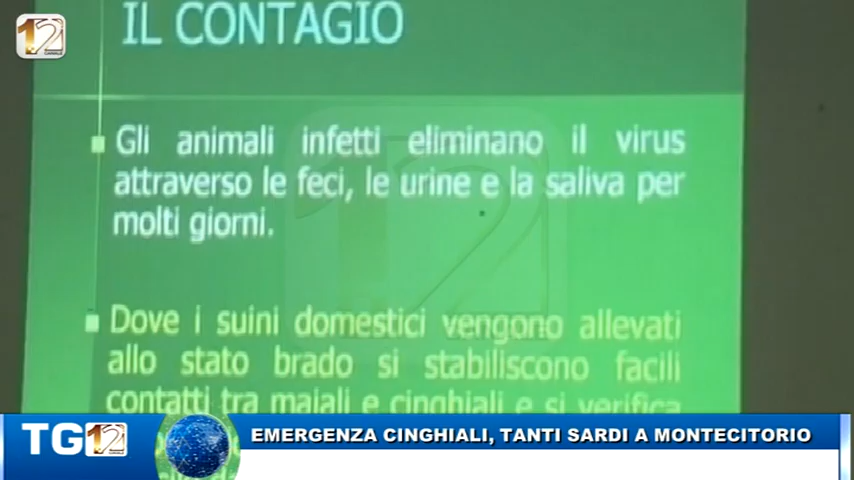 12
IL CONTAGIO
Gli animali infetti eliminano il virus
attraverso le feci, le urine e la saliva per
molti giorni.
Dove i suini domestici vengono allevati
allo stato brado si stabiliscono facili
contatti tra maiali e cinghiali e si verifica
TG12
EMERGENZA CINGHIALI, TANTI SARDI A MONTECITORIO